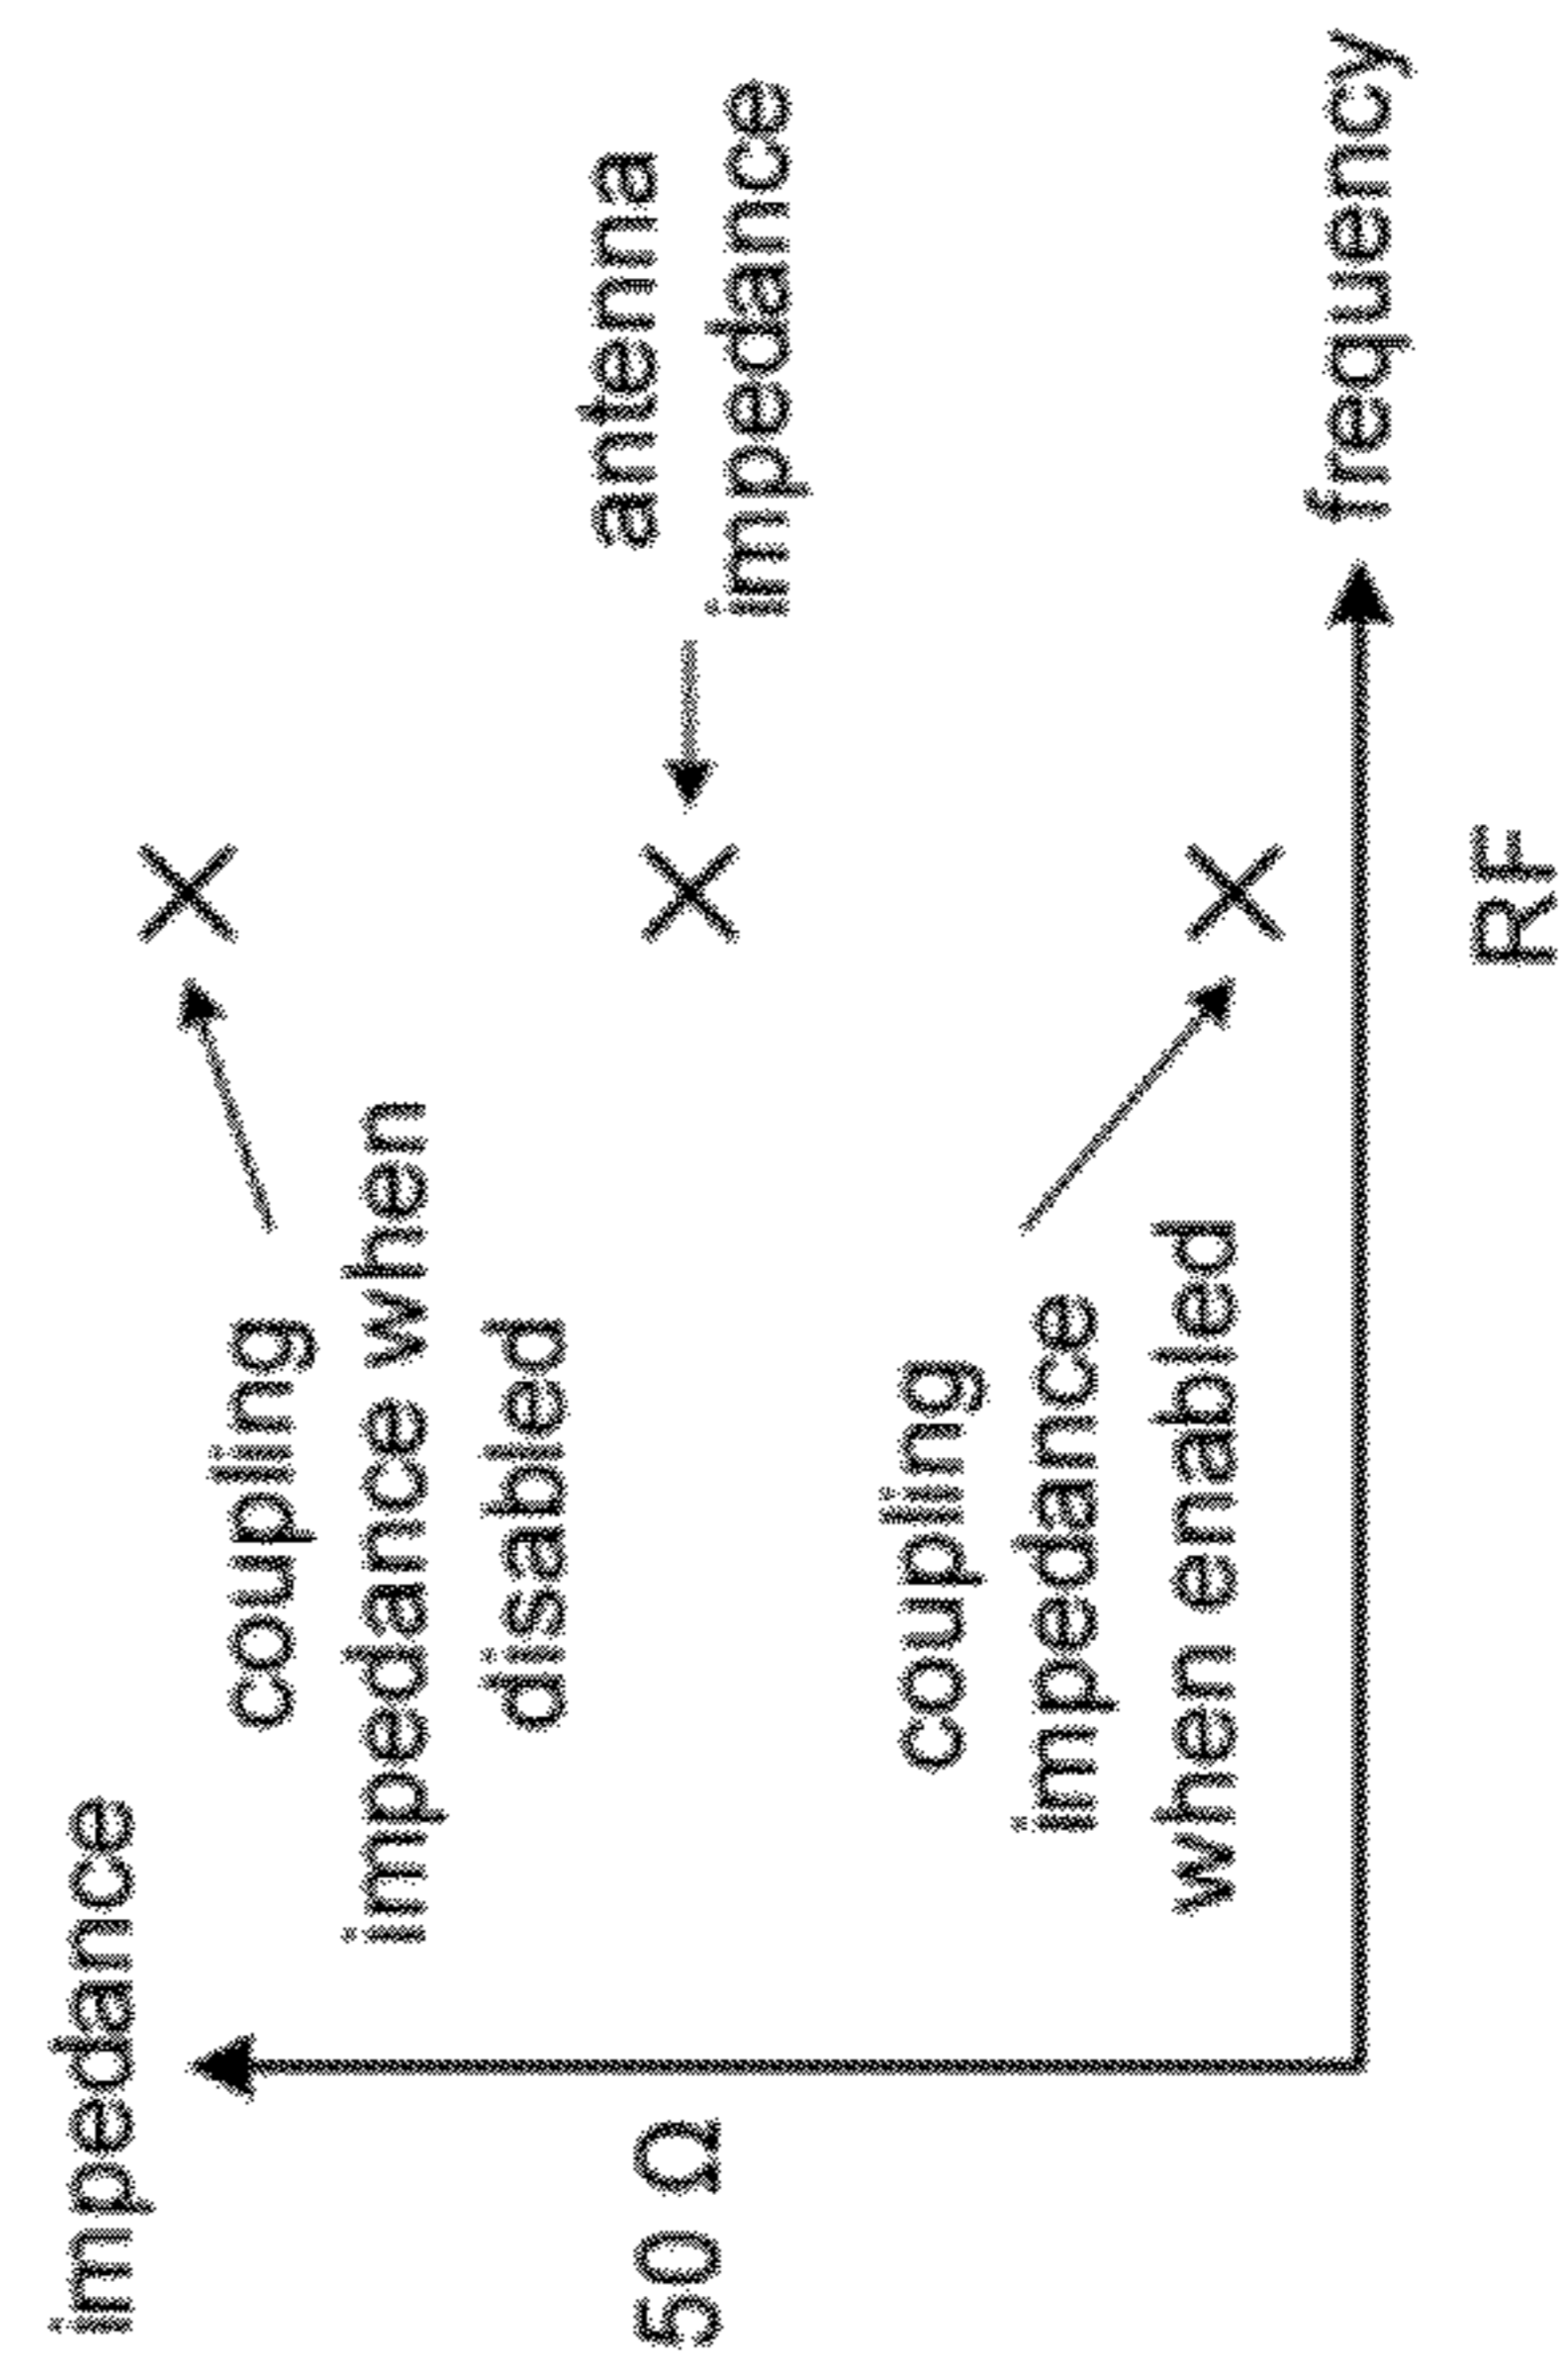 impedance
coupling
impedance when
disabled
50 Ω
antenna
impedance
coupling
impedance
when enabled
frequency
RF